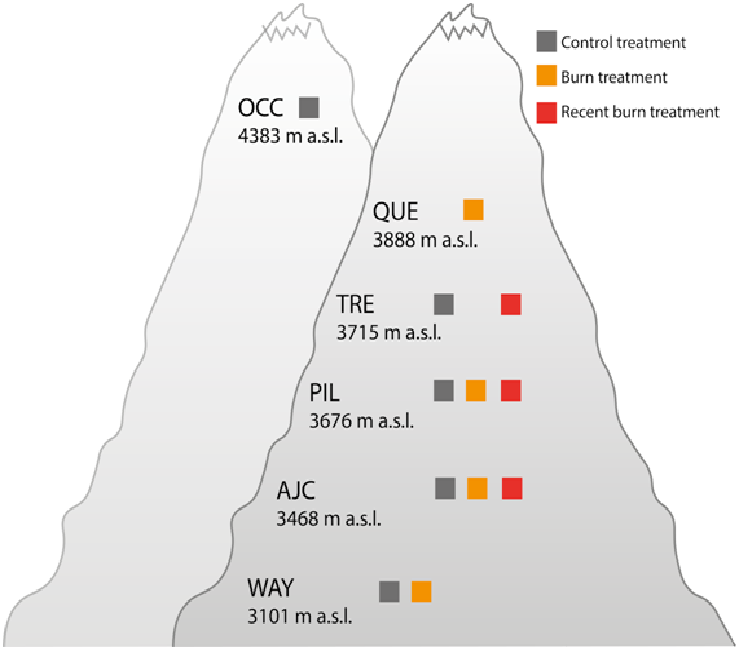 Control treatment
Burn treatment
Recent burn treatment
OCC
4383 m a.s.l.
QUE
3888 m a.s.l.
TRE
3715 m a.s.l.
PIL
3676 m a.s.l.
AJC
3468 m a.s.l.
WAY
3101 m a.s.l.